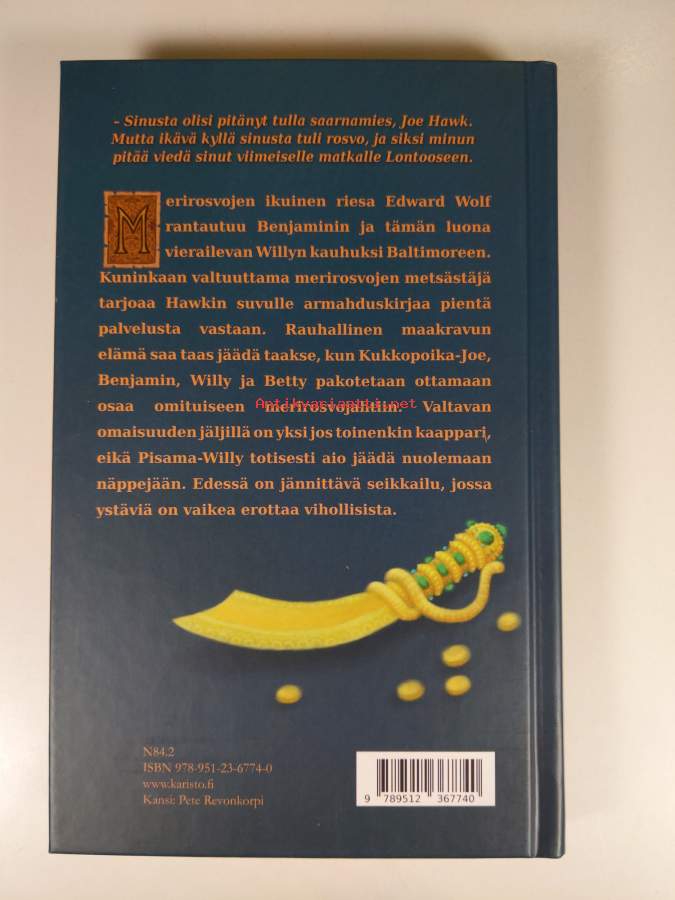 – Sinusta olisi pitänyt tulla saarnamies, Joe Hawk.
Mutta ikävä kyllä sinusta tuli rosvo, ja siksi minun
pitää viedä sinut viimeiselle matkalle Lontooseen.
Merirosvojen ikuinen riesa Edward Wolf
rantautuu Benjaminin ja tämän luona
vierailevan Willyn kauhuksi Baltimoreen.
Kuninkaan valtuuttama merirosvojen metsästäjä
tarjoaa Hawkin suvulle armahduskirjaa pientä
palvelusta vastaan. Rauhallinen maakravun
elämä saa taas jäädä taakse, kun Kukkopoika-Joe,
Benjamin, Willy ja Betty pakotetaan ottamaan
osaa omituiseen merirosvojahtiin. Valtavan
Antikvariaatti.net
omaisuuden jäljillä on yksi jos toinenkin kaappari,
eikä Pisama-Willy totisesti aio jäädä nuolemaan
näppejään. Edessä on jännittävä seikkailu, jossa
ystäviä on vaikea erottaa vihollisista.
N84.2
ISBN 978-951-23-6774-0
www.karisto.fi
Kansi: Pete Revonkorpi
9 789512 367740